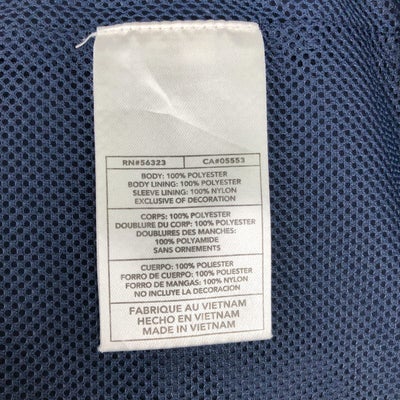 RN#56323 CA#05553
BODY: 100% POLYESTER
BODY LINING: 100% POLYESTER
SLEEVE LINING: 100% NYLON
EXCLUSIVE OF DECORATION
CORPS: 100% POLYESTER
DOUBLURE DU CORP: 100% POLYESTER
DOUBLURES DES MANCHES:
100% POLYAMIDE
SANS ORNEMENTS
CUERPO: 100% POLIESTER
FORRO DE CUERPO: 100% POLIESTER
FORRO DE MANGAS: 100% NYLON
NO INCLUYE LA DECORACION
FABRIQUE AU VIETNAM
HECHO EN VIETNAM
MADE IN VIETNAM